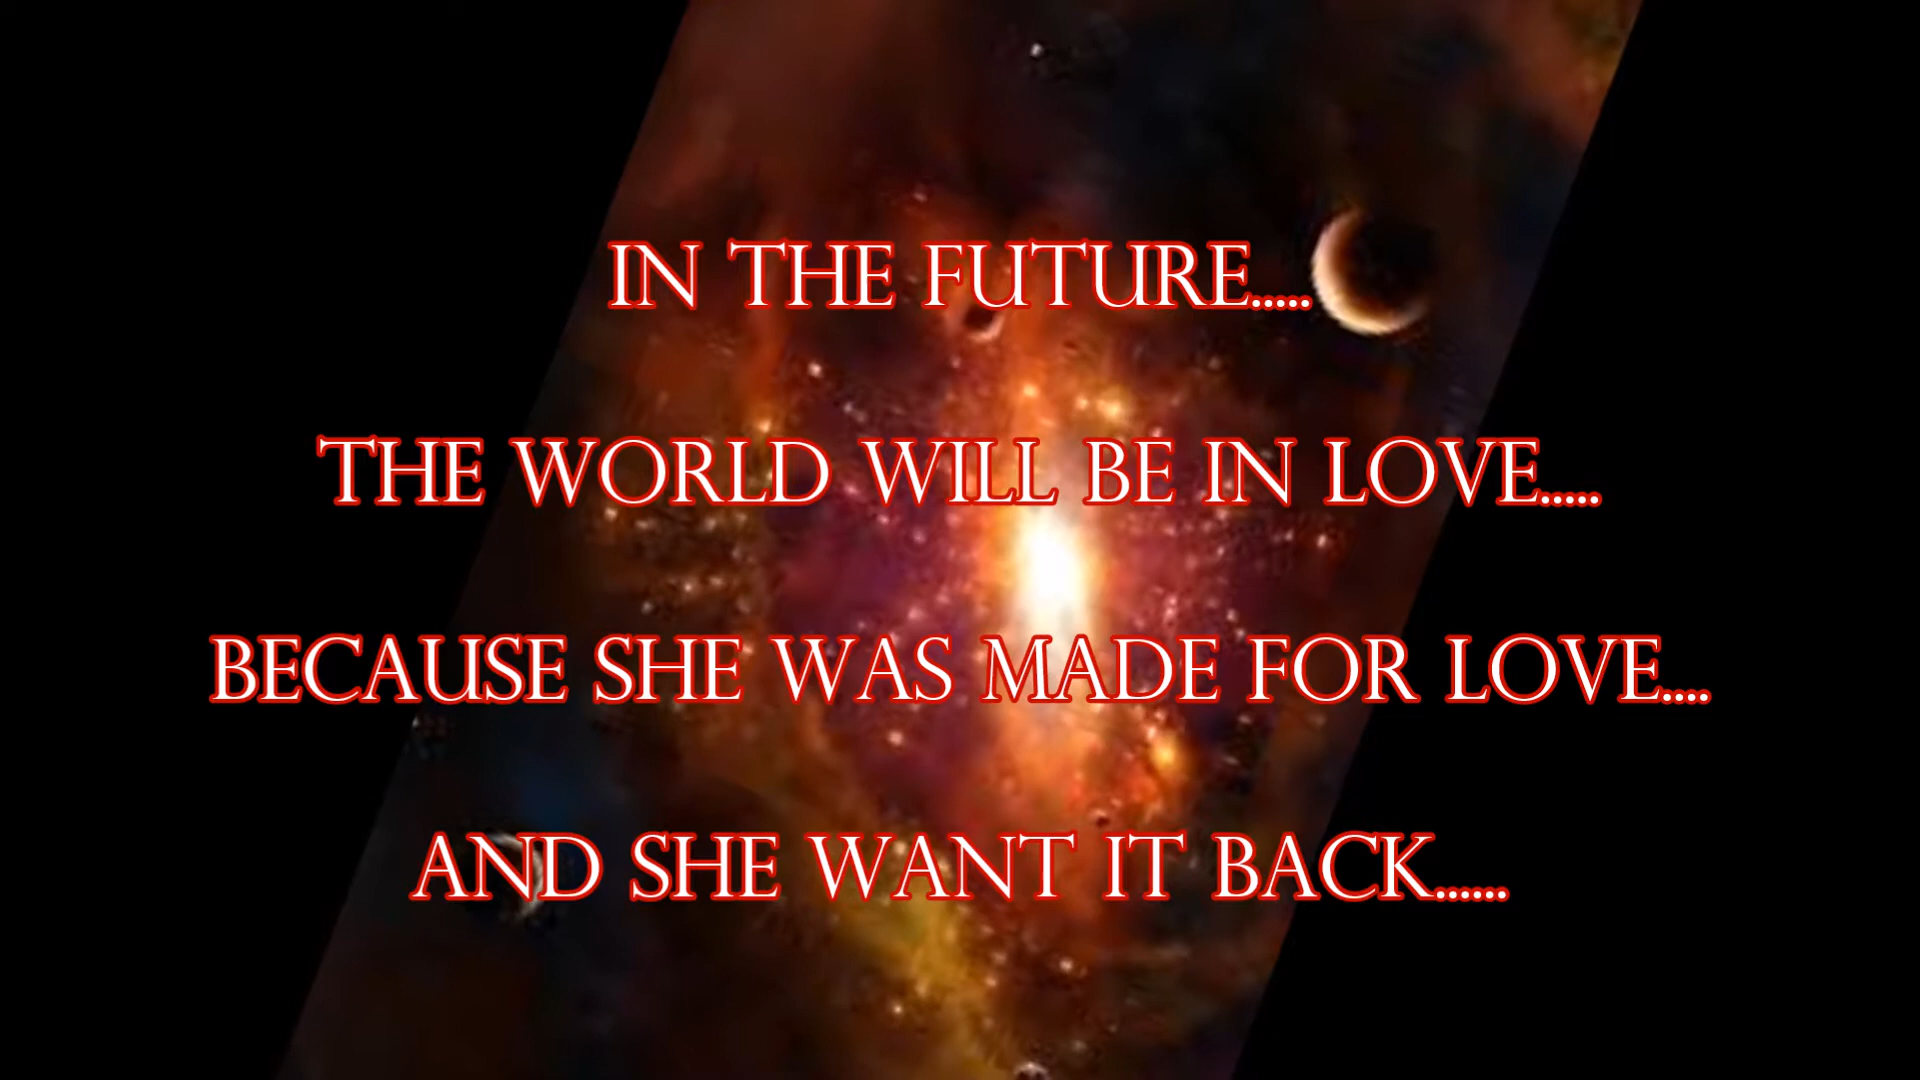 IN THE FUTURE.....
THE WORLD WILL BE IN LOVE.....
BECAUSE SHE WAS MADE FOR LOVE....
AND SHE WANT IT BACK......